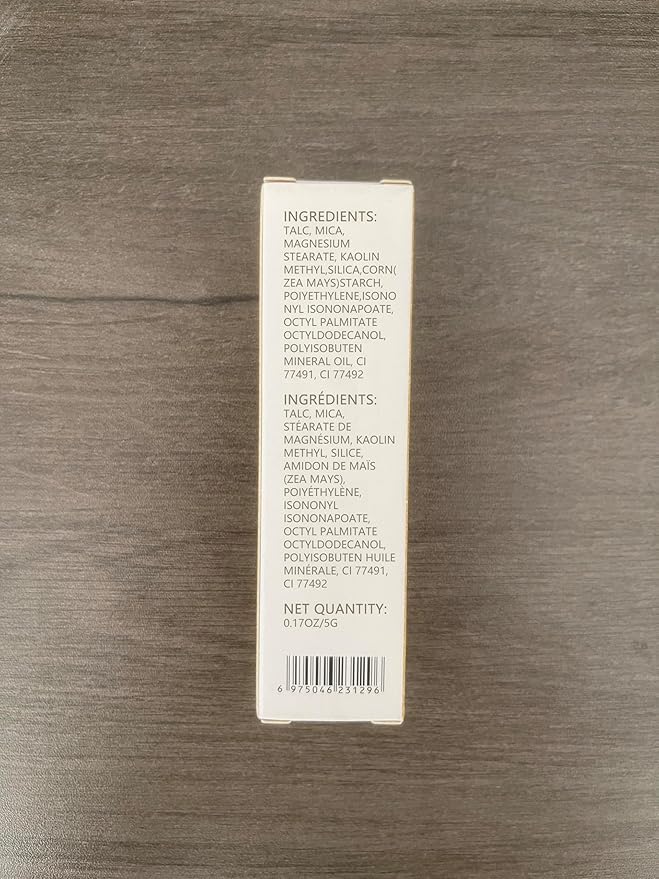 INGREDIENTS:
TALC, MICA,
MAGNESIUM
STEARATE, KAOLIN
METHYL,SILICA,CORN(
ZEA MAYS)STARCH,
POIYETHYLENE,ISONO
NYL ISONONAPOATE,
OCTYL PALMITATE
OCTYLDODECANOL,
POLYISOBUTEN
MINERAL OIL, CI
77491, CI 77492
INGRÉDIENTS:
TALC, MICA,
STÉARATE DE
MAGNÉSIUM, KAOLIN
METHYL, SILICE,
AMIDON DE MAÏS
(ZEA MAYS),
POIYÉTHYLÈNE,
ISONONYL
ISONONAPOATE,
OCTYL PALMITATE
OCTYLDODECANOL,
POLYISOBUTEN HUILE
MINÉRALE, CI 77491,
CI 77492
NET QUANTITY:
0.17OZ/5G
6 975046 231296